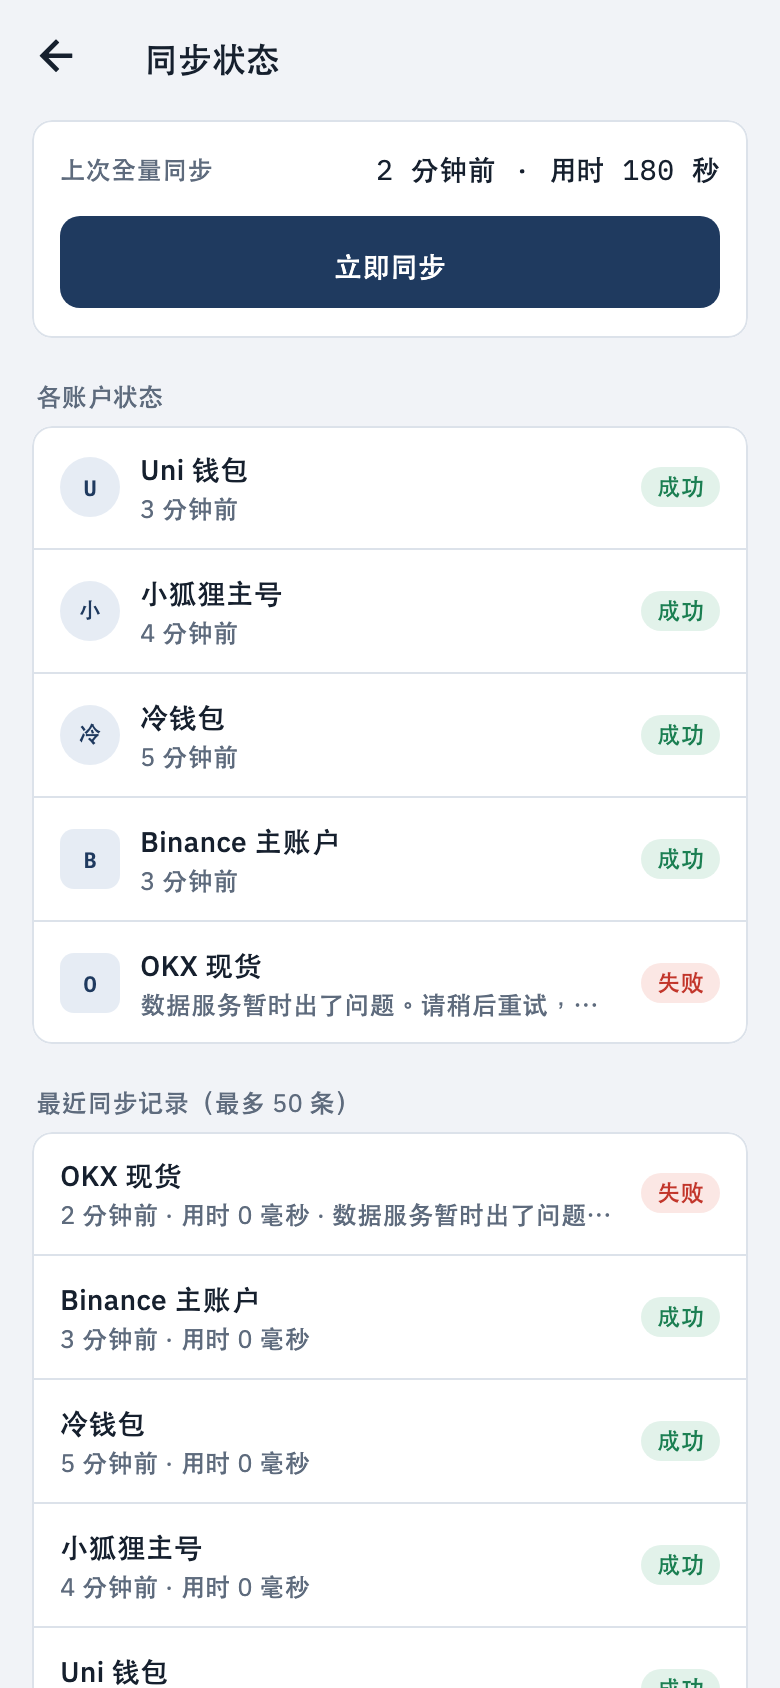 同步状态
上次全量同步 2 分钟前 · 用时 180 秒
立即同步
各账户状态
U Uni 钱包 成功
3 分钟前
小 小狐狸主号 成功
4 分钟前
冷 冷钱包 成功
5 分钟前
B Binance 主账户 成功
3 分钟前
O OKX 现货 失败
数据服务暂时出了问题。请稍后重试，…
最近同步记录（最多 50 条）
OKX 现货 失败
2 分钟前 · 用时 0 毫秒 · 数据服务暂时出了问题…
Binance 主账户 成功
3 分钟前 · 用时 0 毫秒
冷钱包 成功
5 分钟前 · 用时 0 毫秒
小狐狸主号 成功
4 分钟前 · 用时 0 毫秒
Uni 钱包 成功